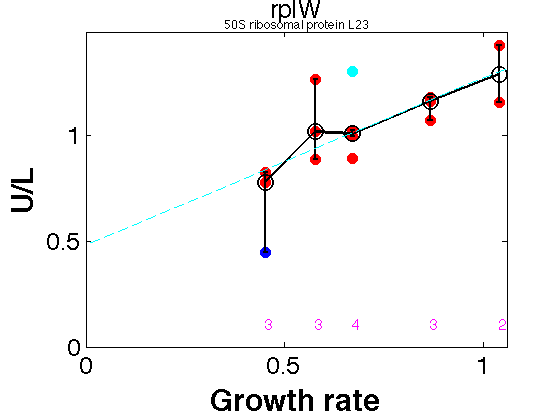 rplW
50S ribosomal protein L23
U/L
1
0.5
0
3 3 4 3 2
0 0.5 1
Growth rate